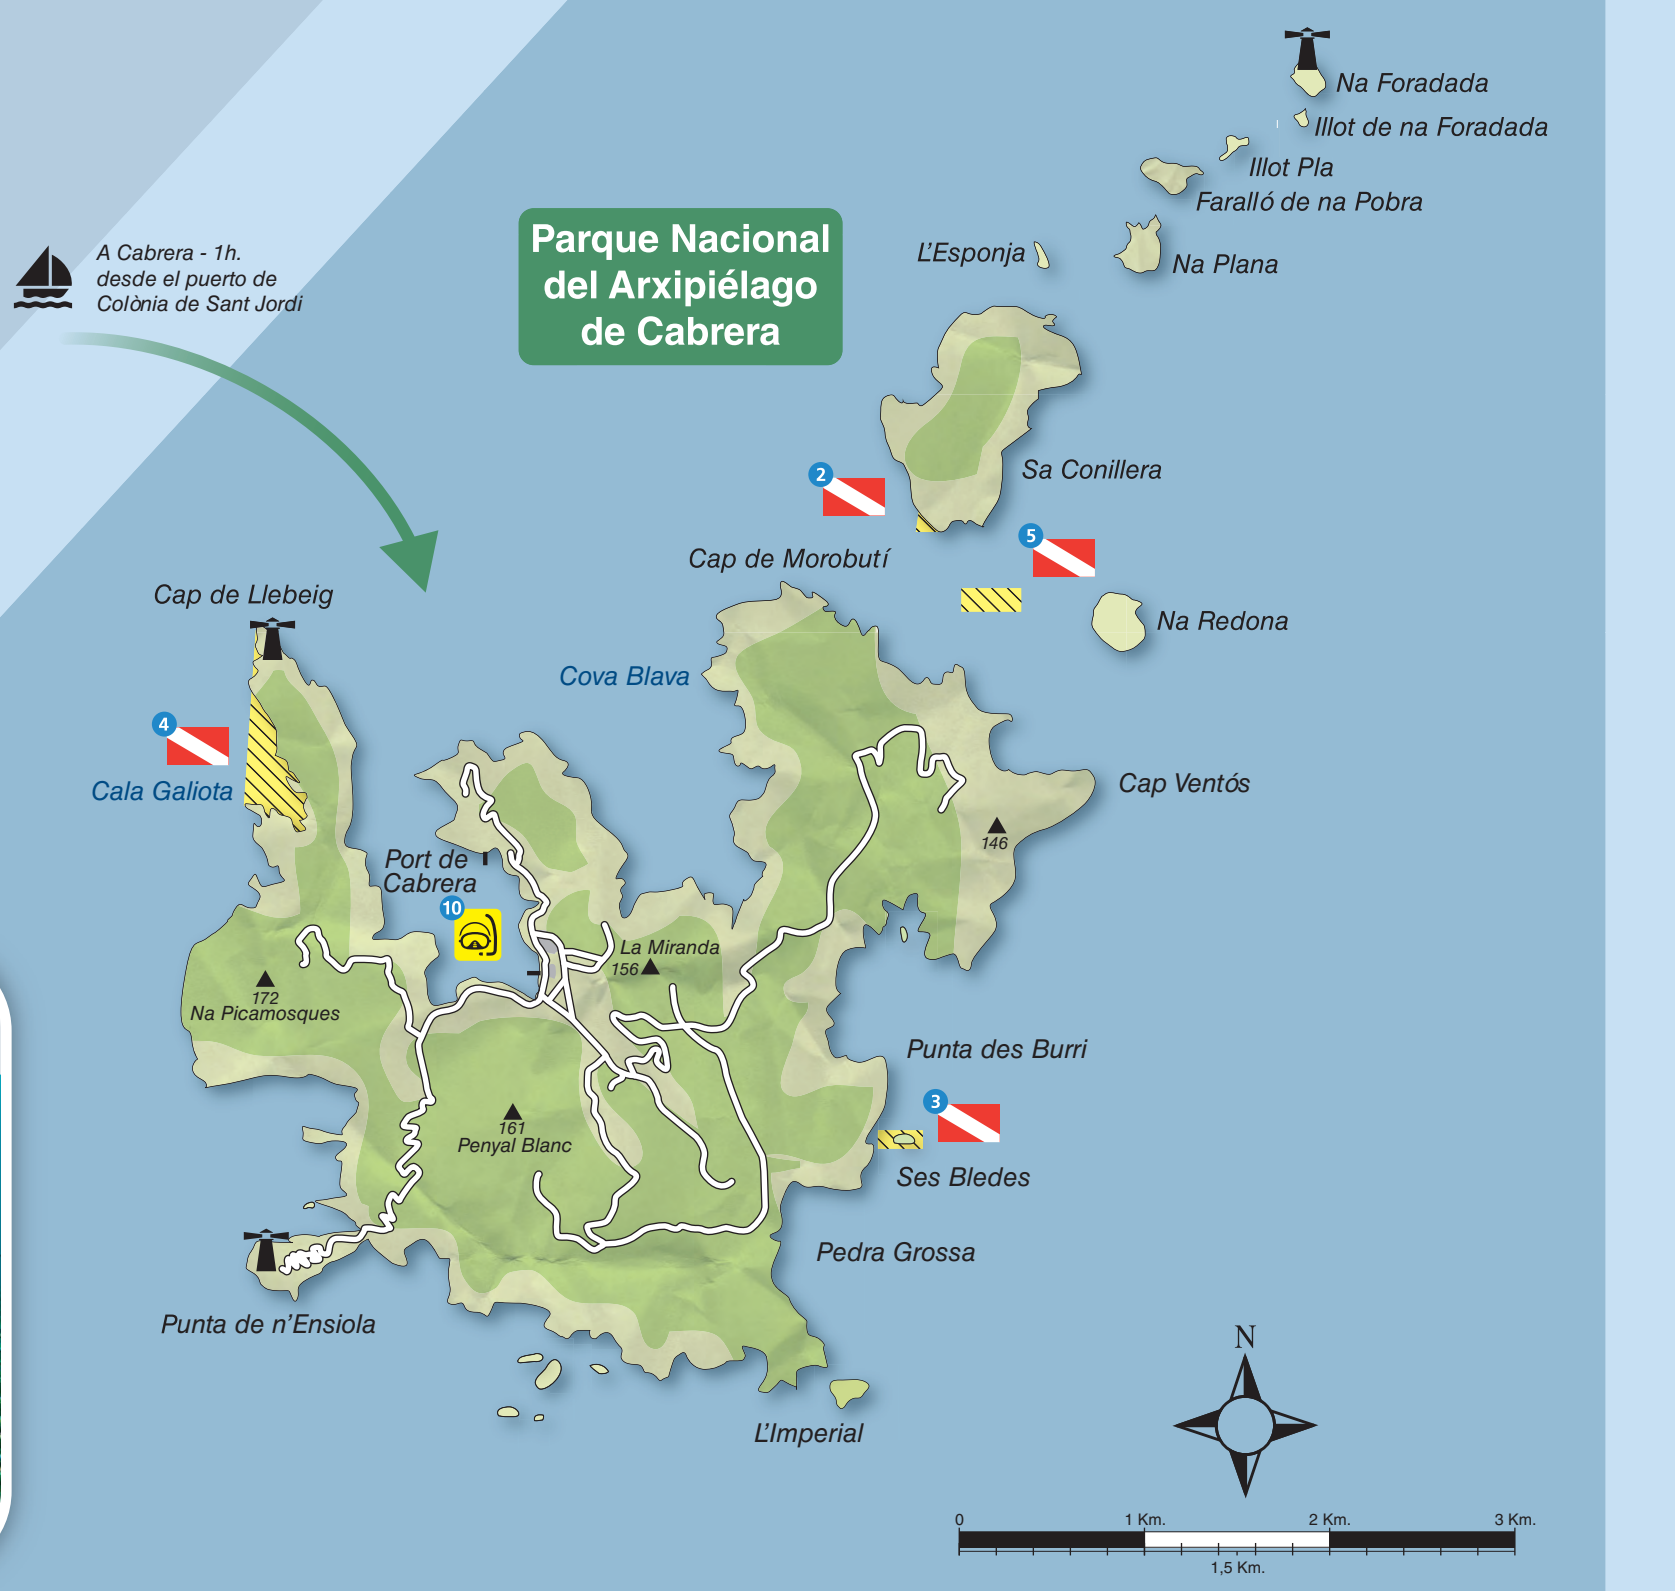 Na Foradada
Illot de na Foradada
Illot Pla
Faralló de na Pobra
Parque Nacional
del Arxipiélago
de Cabrera
A Cabrera - 1h.
desde el puerto de
Colònia de Sant Jordi
L'Esponja
Na Plana
2
Sa Conillera
5
Cap de Morobutí
Cap de Llebeig
Na Redona
Cova Blava
4
Cala Galiota
Cap Ventós
146
Port de
Cabrera
10
La Miranda
156
172
Na Picamosques
Punta des Burri
3
161
Penyal Blanc
Ses Bledes
Pedra Grossa
Punta de n'Ensiola
L'Imperial
N
0 1 Km. 2 Km. 3 Km.
1,5 Km.